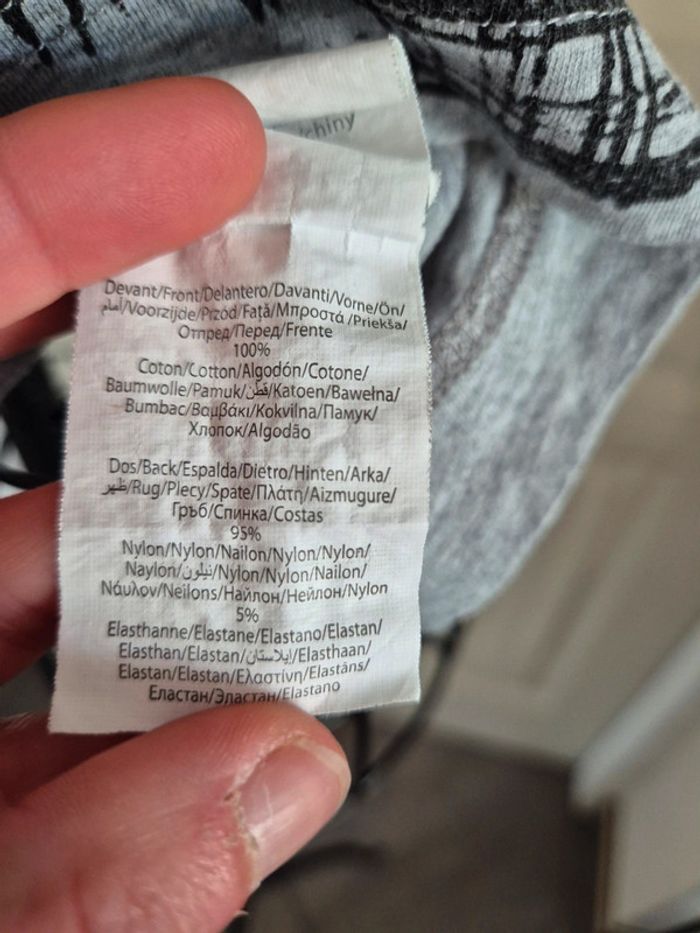 chiny
Devant/Front/Delantero/Davanti/Vorne/Ön/
أمام/Voorzijde/Przód/Față/Μπροστά/Priekša/
Отпред/Перед/Frente
100%
Coton/Cotton/Algodón/Cotone/
Baumwolle/Pamuk/قطن/Katoen/Bawełna/
Bumbac/Βαμβάκι/Kokvilna/Памук/
Хлопок/Algodão
Dos/Back/Espalda/Dietro/Hinten/Arka/
ظهر/Rug/Plecy/Spate/Πλάτη/Aizmugure/
Гръб/Спинка/Costas
95%
Nylon/Nylon/Nailon/Nylon/Nylon/
Naylon/نيلون/Nylon/Nylon/Nailon/
Νάυλον/Neilons/Найлон/Нейлон/Nylon
5%
Elasthanne/Elastane/Elastano/Elastan/
Elasthan/Elastan/إيلاستان/Elasthaan/
Elastan/Elastan/Ελαστίνη/Elastāns/
Еластан/Эластан/Elastano